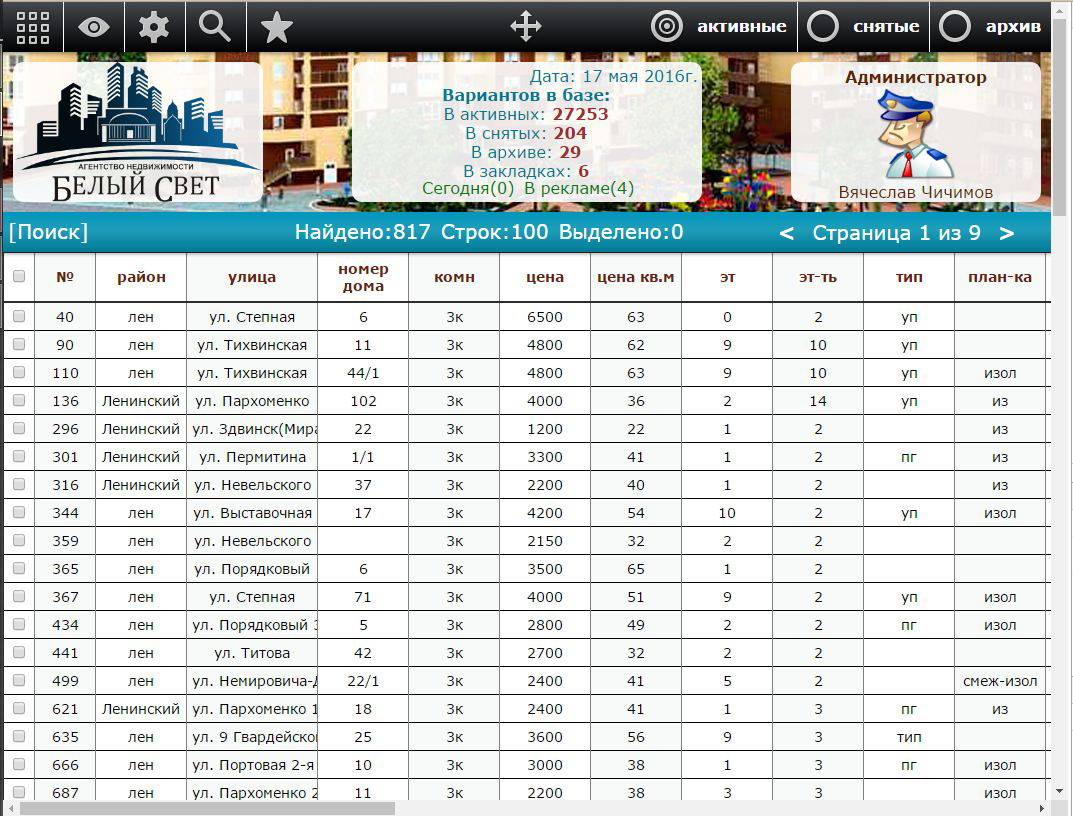 активные снятые архив
АГЕНТСТВО НЕДВИЖИМОСТИ
БЕЛЫЙ СВЕТ
Дата: 17 мая 2016г.
Вариантов в базе:
В активных: 27253
В снятых: 204
В архиве: 29
В закладках: 6
Сегодня(0) В рекламе(4)
Администратор
Вячеслав Чичимов
[Поиск] Найдено:817 Строк:100 Выделено:0 < Страница 1 из 9 >
№ район улица номер дома комн цена цена кв.м эт эт-ть тип план-ка
40 лен ул. Степная 6 3к 6500 63 0 2 уп
90 лен ул. Тихвинская 11 3к 4800 62 9 10 уп
110 лен ул. Тихвинская 44/1 3к 4800 63 9 10 уп изол
136 Ленинский ул. Пархоменко 102 3к 4000 36 2 14 уп из
296 Ленинский ул. Здвинск(Мира 22 3к 1200 22 1 2 из
301 Ленинский ул. Пермитина 1/1 3к 3300 41 1 2 пг из
316 Ленинский ул. Невельского 37 3к 2200 40 1 2 из
344 лен ул. Выставочная 17 3к 4200 54 10 2 уп изол
359 лен ул. Невельского 3к 2150 32 2 2
365 лен ул. Порядковый 6 3к 3500 65 1 2
367 лен ул. Степная 71 3к 4000 51 9 2 уп изол
434 лен ул. Порядковый 5 3к 2800 49 2 2 пг изол
441 лен ул. Титова 42 3к 2700 32 2 2
499 лен ул. Немировича-Д 22/1 3к 2400 41 5 2 смеж-изол
621 Ленинский ул. Пархоменко 1 18 3к 2400 41 1 3 пг из
635 лен ул. 9 Гвардейско 25 3к 3600 56 9 3 тип
666 лен ул. Портовая 2-я 10 3к 3000 38 1 3 пг изол
687 лен ул. Пархоменко 2 11 3к 2200 38 3 3 изол